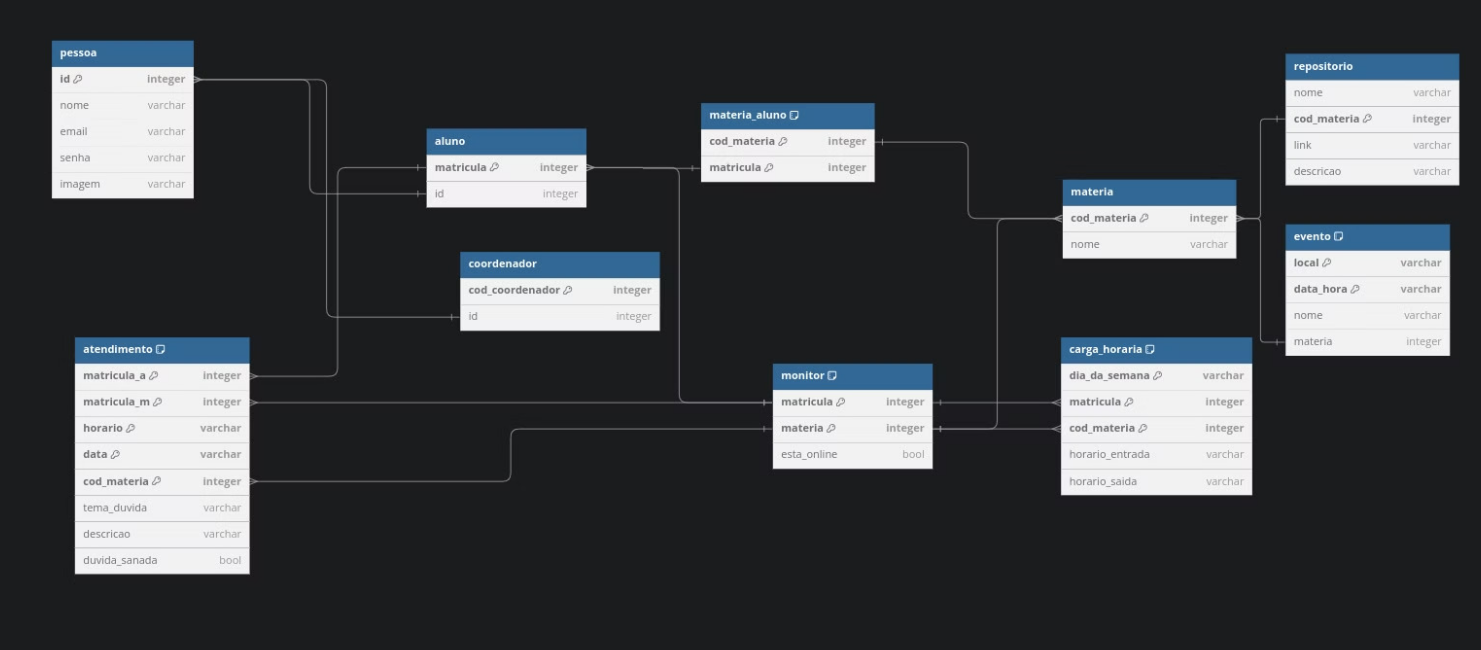 pessoa
id integer
nome varchar
email varchar
senha varchar
imagem varchar
aluno
matricula integer
id integer
coordenador
cod_coordenador integer
id integer
atendimento
matricula_a integer
matricula_m integer
horario varchar
data varchar
cod_materia integer
tema_duvida varchar
descricao varchar
duvida_sanada bool
materia_aluno
cod_materia integer
matricula integer
monitor
matricula integer
materia integer
esta_online bool
materia
cod_materia integer
nome varchar
carga_horaria
dia_da_semana varchar
matricula integer
cod_materia integer
horario_entrada varchar
horario_saida varchar
repositorio
nome varchar
cod_materia integer
link varchar
descricao varchar
evento
local varchar
data_hora varchar
nome varchar
materia integer